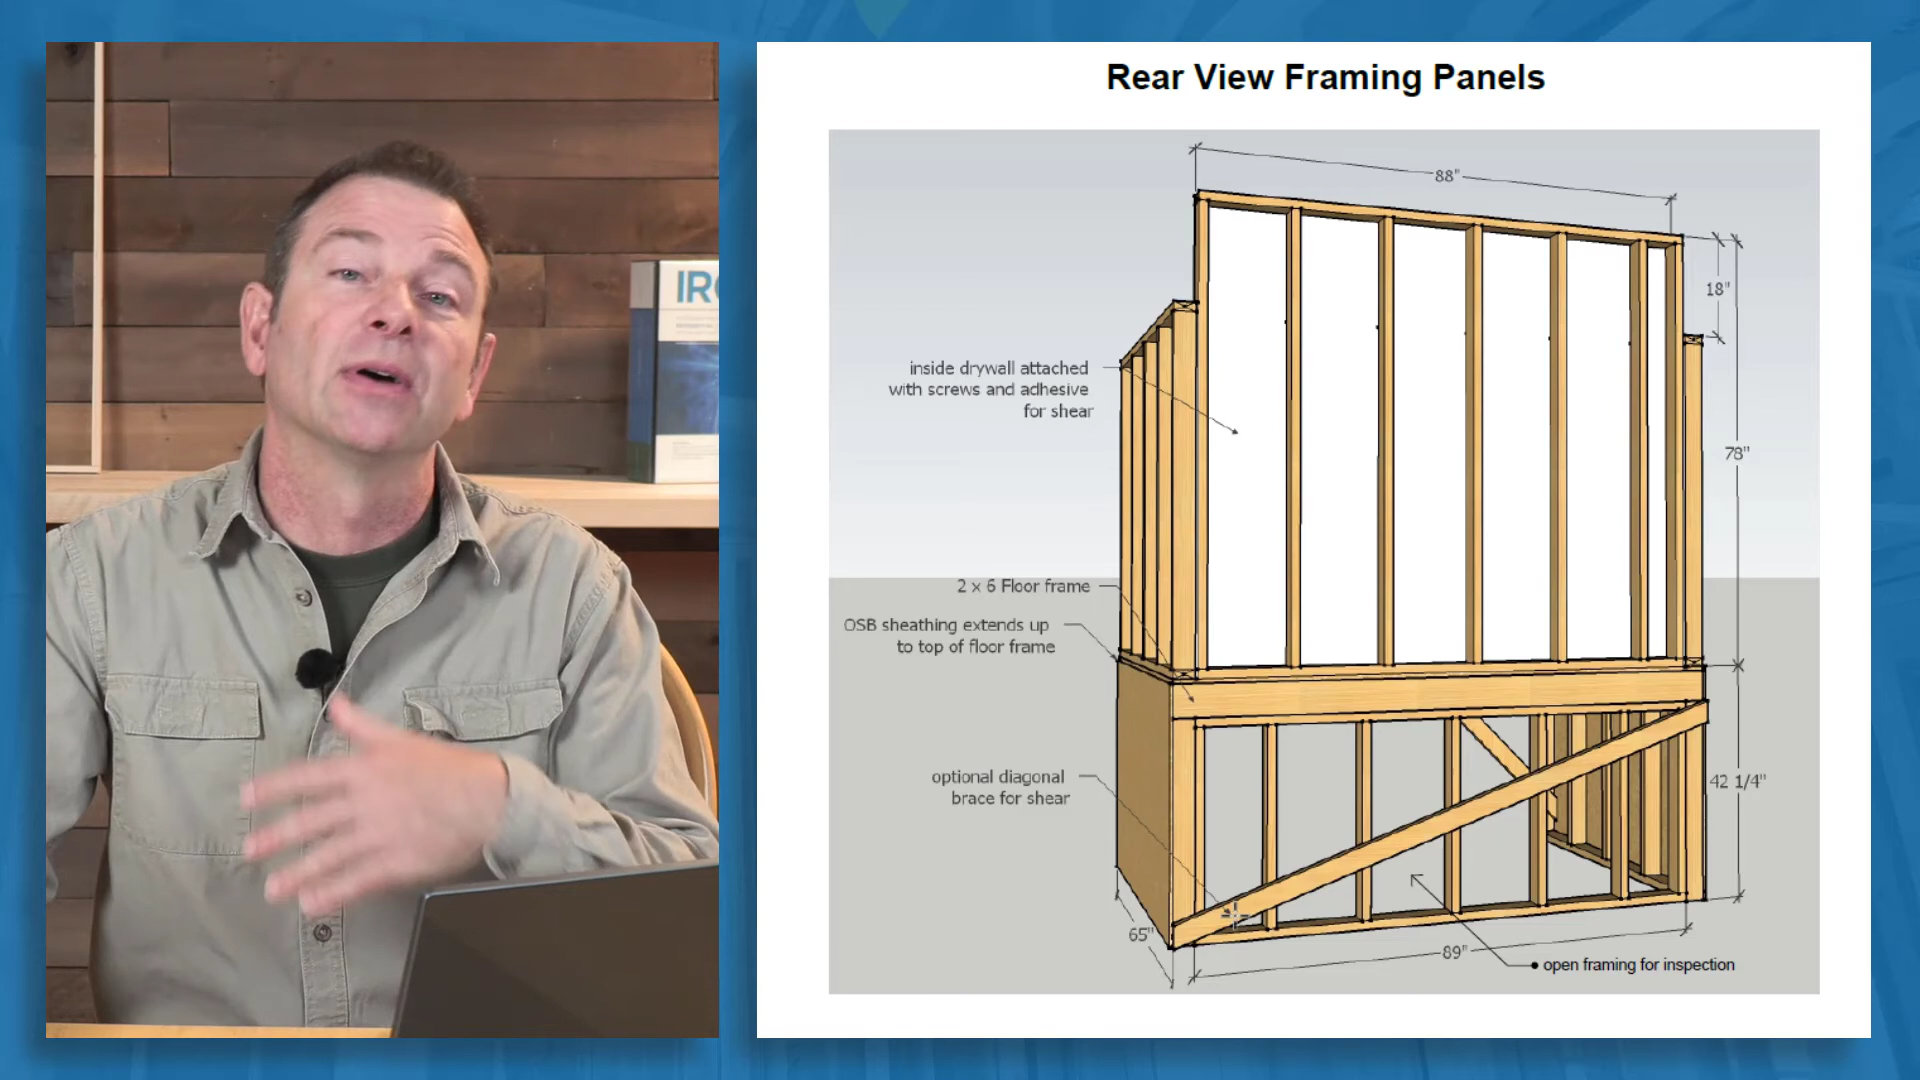 IRC
Rear View Framing Panels
88"
18"
inside drywall attached
with screws and adhesive
for shear
78"
2 x 6 Floor frame
OSB sheathing extends up
to top of floor frame
optional diagonal
brace for shear
42 1/4"
65"
89"
open framing for inspection